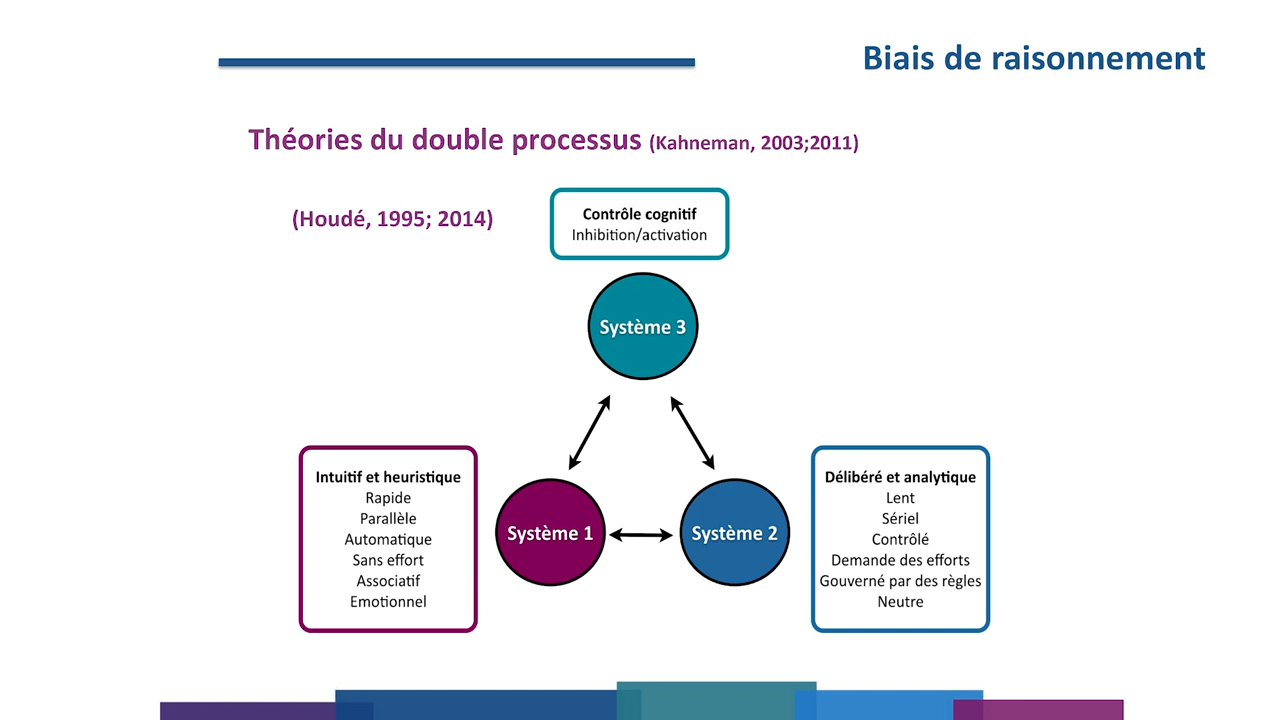 Biais de raisonnement
Théories du double processus (Kahneman, 2003;2011)
(Houdé, 1995; 2014)
Contrôle cognitif
Inhibition/activation
Système 3
Intuitif et heuristique
Rapide
Parallèle
Automatique
Sans effort
Associatif
Emotionnel
Système 1
Système 2
Délibéré et analytique
Lent
Sériel
Contrôlé
Demande des efforts
Gouverné par des règles
Neutre